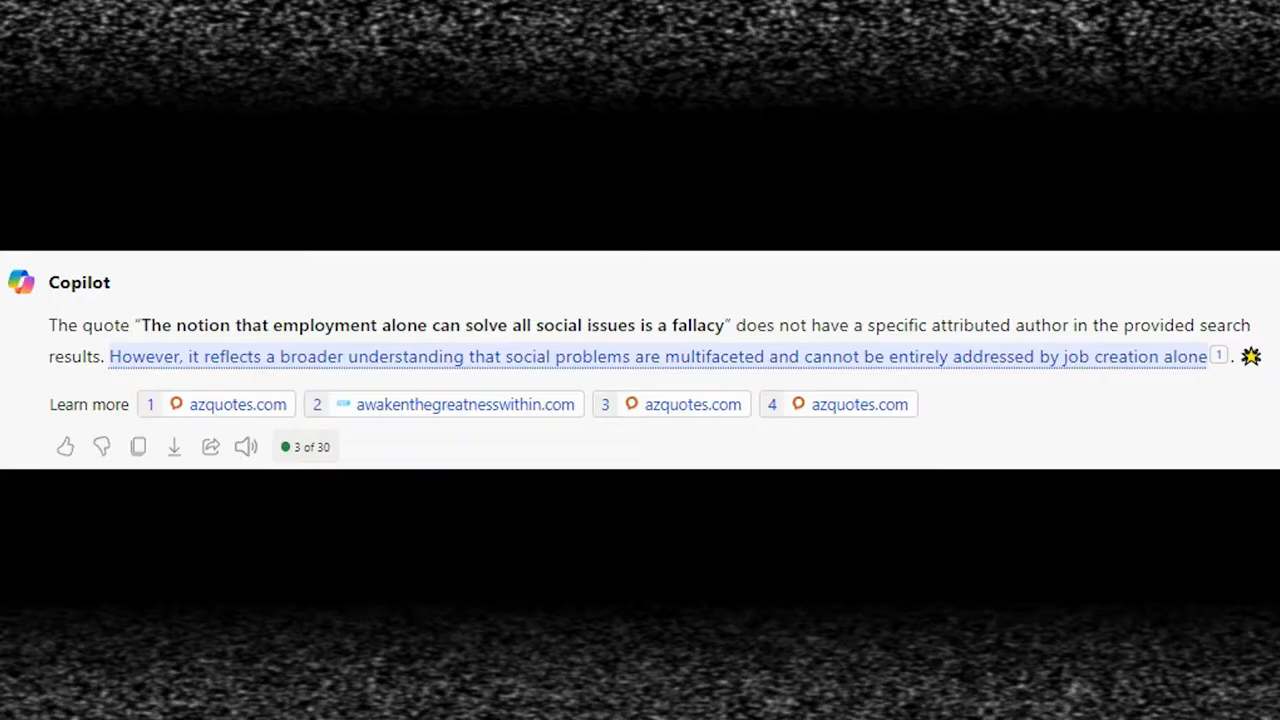 Copilot
The quote “The notion that employment alone can solve all social issues is a fallacy” does not have a specific attributed author in the provided search
results. However, it reflects a broader understanding that social problems are multifaceted and cannot be entirely addressed by job creation alone 1 .
Learn more 1 azquotes.com 2 awakenthegreatnesswithin.com 3 azquotes.com 4 azquotes.com
3 of 30